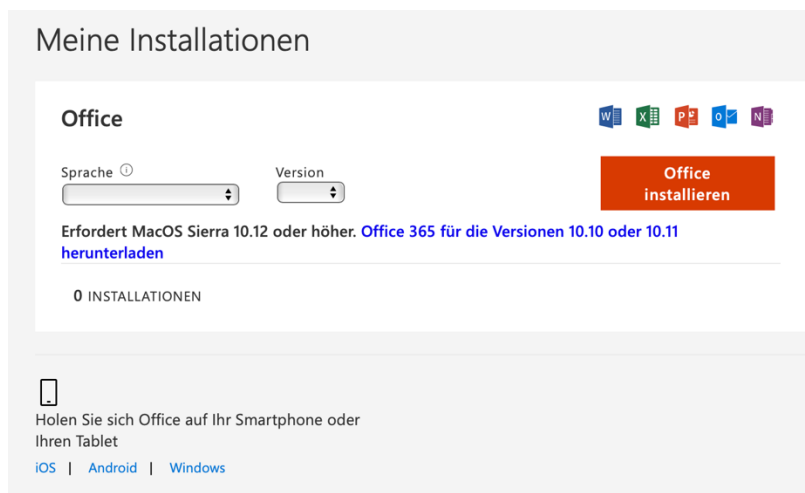 Meine Installationen
Office
W X P O N
Sprache
Version
Office
installieren
Erfordert MacOS Sierra 10.12 oder höher. Office 365 für die Versionen 10.10 oder 10.11
herunterladen
0 INSTALLATIONEN
Holen Sie sich Office auf Ihr Smartphone oder
Ihren Tablet
iOS | Android | Windows